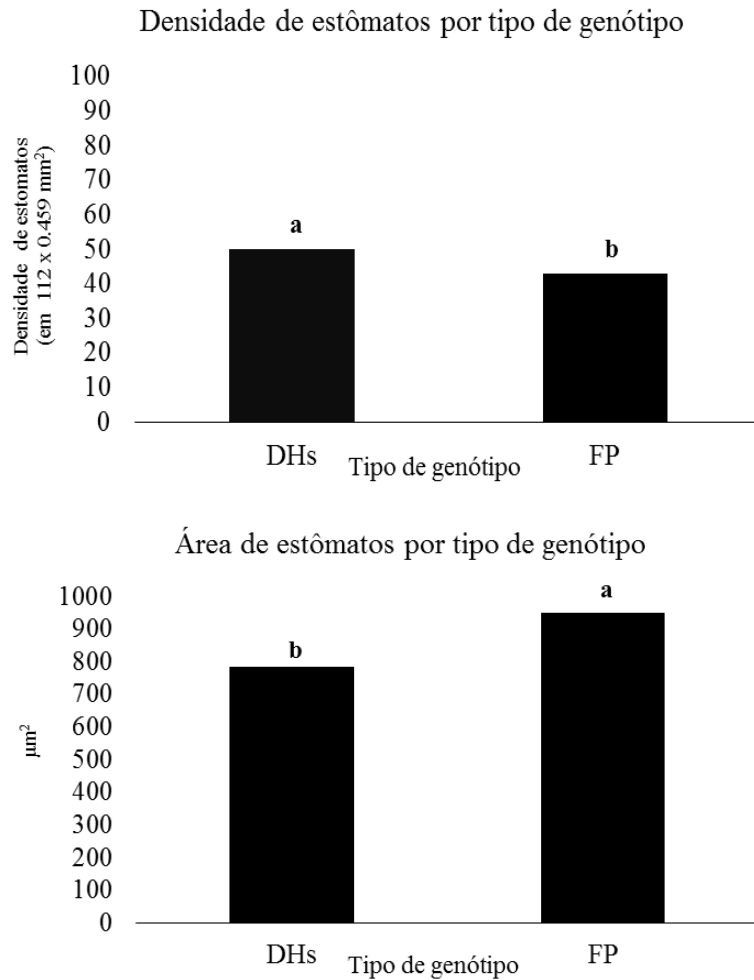 Densidade de estômatos por tipo de genótipo
Densidade de estomatos
(em 112 x 0.459 mm²)
100
90
80
70
60
50
40
30
20
10
0
a
b
DHs
FP
Tipo de genótipo
Área de estômatos por tipo de genótipo
µm²
1000
900
800
700
600
500
400
300
200
100
0
b
a
DHs
FP
Tipo de genótipo